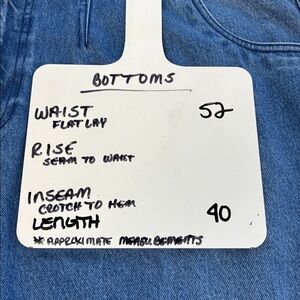 BOTTOMS
WAIST 52
FLAT LAY
RISE
SEAM TO WAIST
INSEAM
CROTCH TO HEM
LENGTH 40
* APPROXIMATE MEASUREMENTS